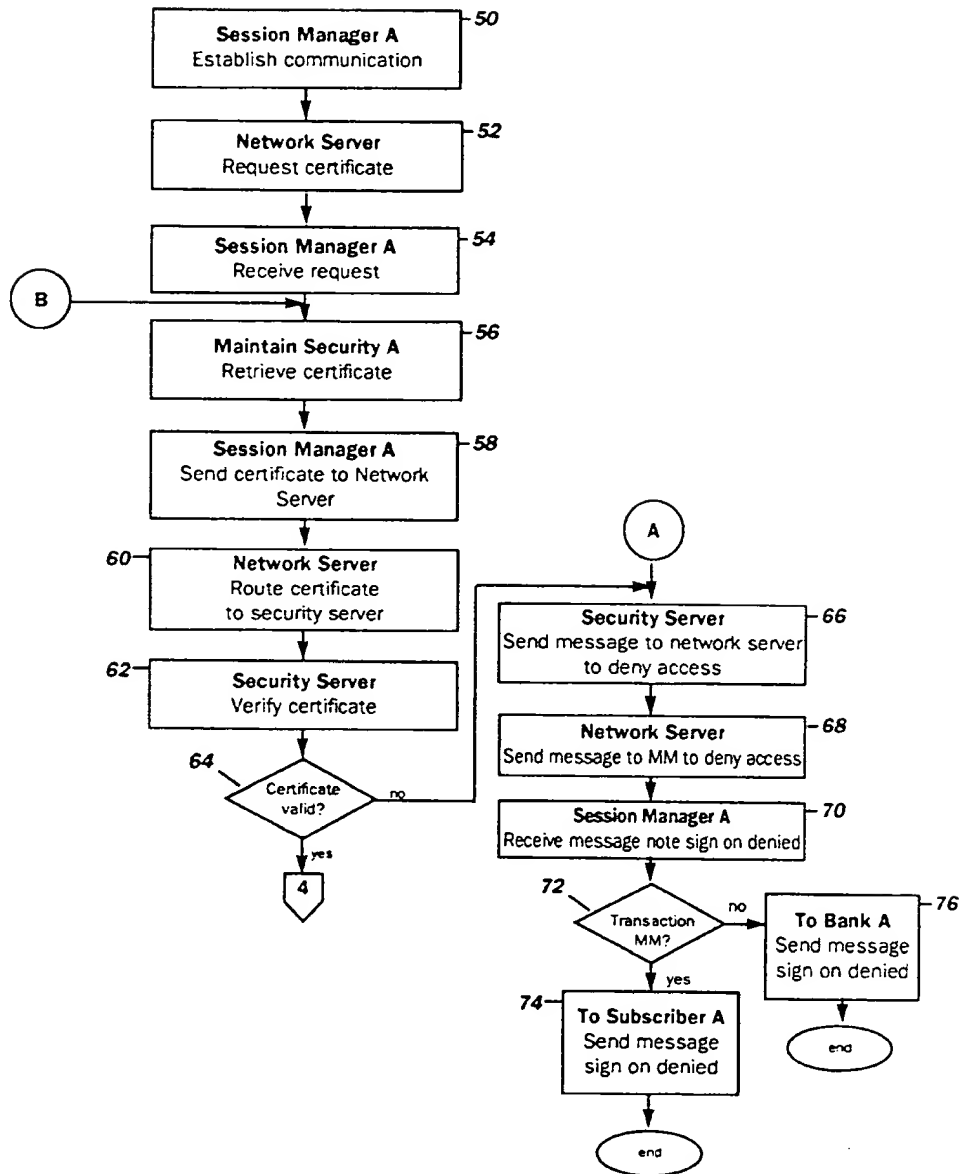 50
Session Manager A
Establish communication
52
Network Server
Request certificate
54
Session Manager A
Receive request
B
56
Maintain Security A
Retrieve certificate
58
Session Manager A
Send certificate to Network
Server
60
Network Server
Route certificate
to security server
62
Security Server
Verify certificate
64
Certificate
valid?
no
yes
4
A
66
Security Server
Send message to network server
to deny access
68
Network Server
Send message to MM to deny access
70
Session Manager A
Receive message note sign on denied
72
Transaction
MM?
no
yes
76
To Bank A
Send message
sign on denied
end
74
To Subscriber A
Send message
sign on denied
end